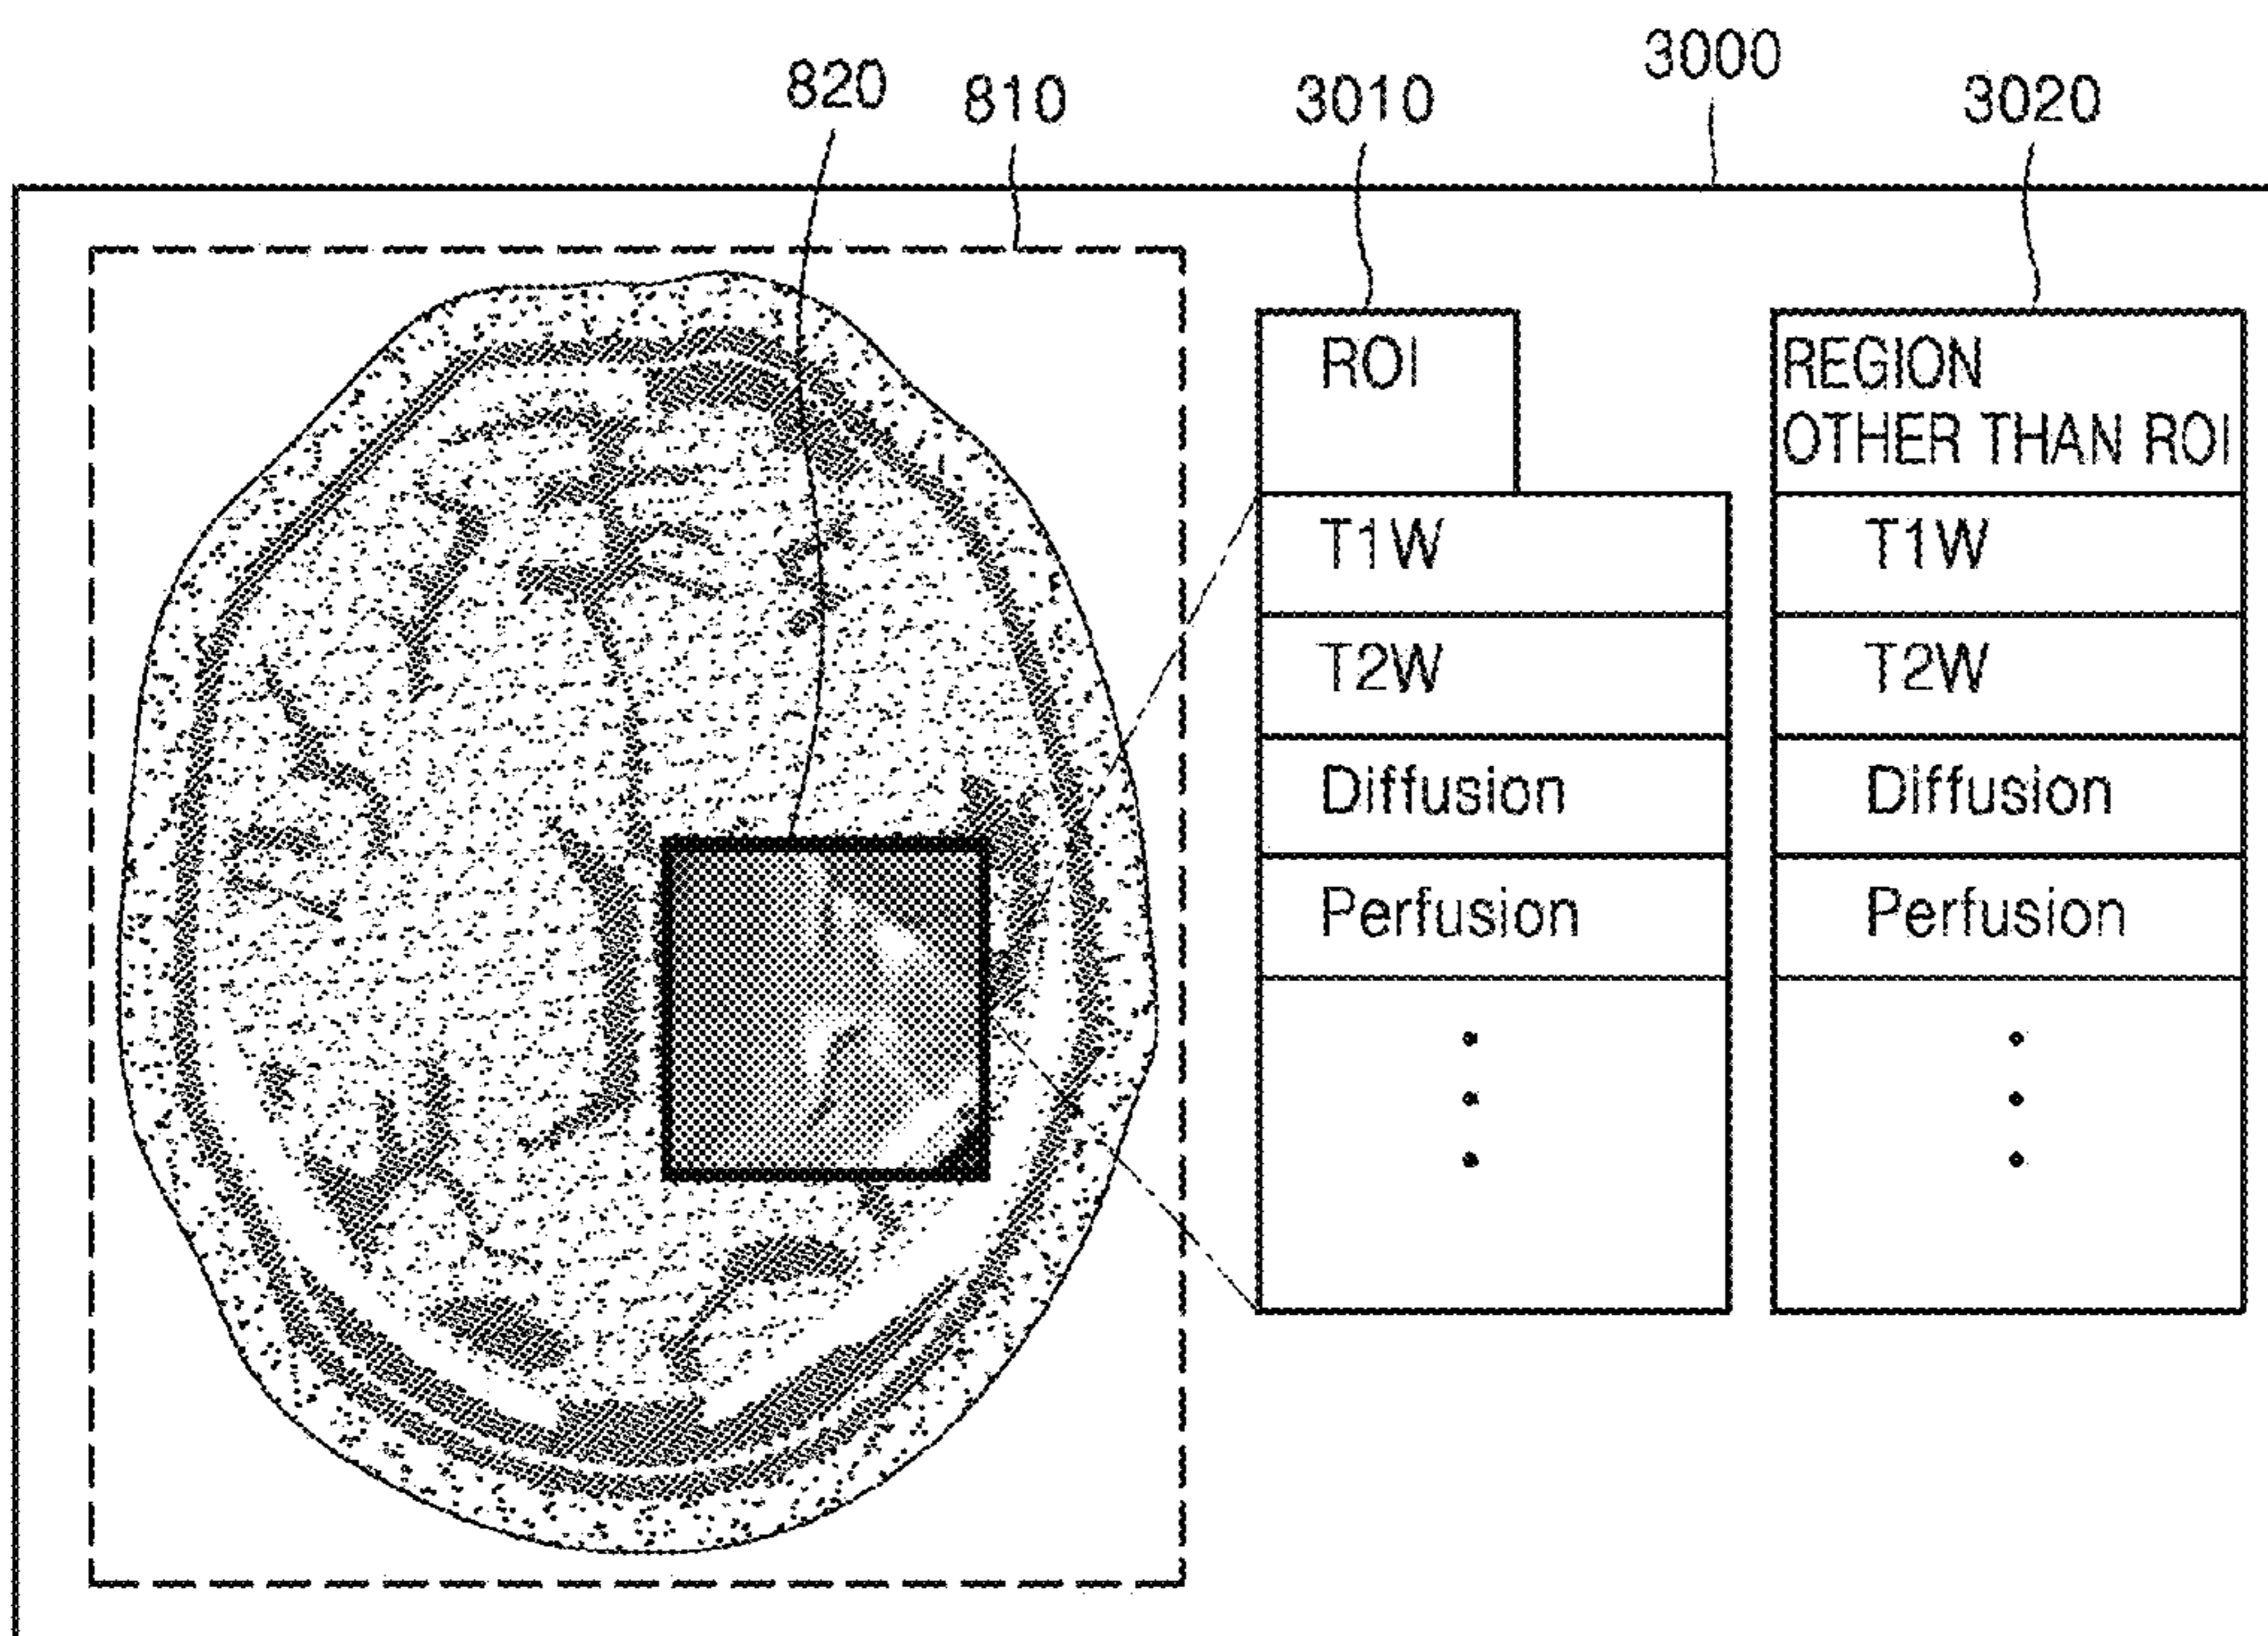 820
810
3010
3000
3020
ROI
T1W
T2W
Diffusion
Perfusion
REGION
OTHER THAN ROI
T1W
T2W
Diffusion
Perfusion